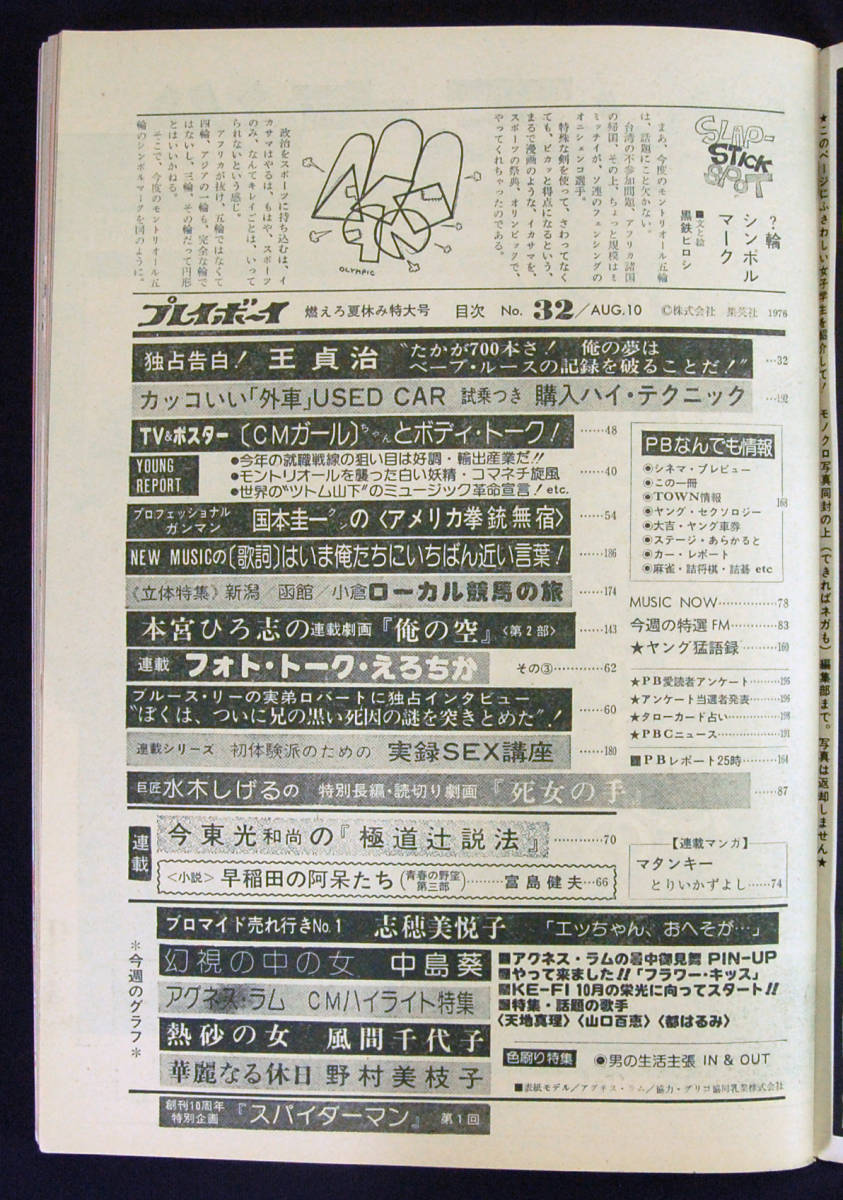 SLAP-
STICK
SPOT
?輪
シンボル
マーク
■文と絵
黒鉄ヒロシ
まあ、今度のモントリオール五輪
は、話題にこと欠かない。
台湾の不参加問題、アフリカ諸国
の帰国、その上、ちょっと規模はミ
ミッチイが、ソ連のフェンシングの
オニシェンコ選手。
特殊な剣を使って、さわってなく
ても、ピカッと得点になるという、
まるで漫画のような、イカサマを、
スポーツの祭典、オリンピックで、
やってくれちゃったのである。
政治をスポーツに持ち込むは、イ
カサマはやるは、もはや、スポーツ
のみ、なんてキレイごとは、いって
られないという感じ。
アフリカが抜け、五輪ではなくて
四輪、アジアの一輪も、完全な輪で
はないし、三輪、その輪だって円形
とはいいかねる。
そこで、今度のモントリオール五
輪のシンボルマークを図のように。
OLYMPIC
プレイボーイ 燃えろ夏休み特大号 目次 No.32/AUG.10 ©株式会社 集英社 1976
独占告白! 王貞治 “たかが700本さ! 俺の夢は
ベーブ・ルースの記録を破ることだ!” …32
カッコいい「外車」USED CAR 試乗つき 購入ハイ・テクニック …192
TV&ポスター〔CMガール〕ちゃんとボディ・トーク! ……48
YOUNG
REPORT
●今年の就職戦線の狙い目は好調・輸出産業だ!!
●モントリオールを襲った白い妖精・コマネチ旋風 ……40
●世界の“ツトム山下”のミュージック革命宣言! etc.
プロフェッショナル
ガンマン 国本圭一クンの〈アメリカ拳銃無宿〉 ……54
NEW MUSICの〔歌詞〕はいま俺たちにいちばん近い言葉! ……186
《立体特集》新潟/函館/小倉ローカル競馬の旅 ……174
本宮ひろ志の連載劇画『俺の空』〈第2部〉 ……143
連載 フォト・トーク・えろちか その③……62
ブルース・リーの実弟ロバートに独占インタビュー
“ぼくは、ついに兄の黒い死因の謎を突きとめた”! ……60
連載シリーズ 初体験派のための 実録SEX講座 ……180
巨匠水木しげるの 特別長編・読切り劇画『死女の手』 ……87
PBなんでも情報
◉シネマ・プレビュー
◉この一冊
◉TOWN情報
◉ヤング・セクソロジー
◉大吉・ヤング車券
◉ステージ・あらかると
◉カー・レポート
◉麻雀・詰将棋・詰碁 etc
168
MUSIC NOW……………78
今週の特選FM……………83
★ヤング猛語録……………160
★PB愛読者アンケート……195
★アンケート当選者発表……196
★タローカード占い…………198
★PBCニュース……………191
■PBレポート25時…………164
連載
今東光和尚の『極道辻説法』…………70
〈小説〉早稲田の阿呆たち(青春の野望
第三部)………富島健夫…66
【連載マンガ】
マタンキー
とりいかずよし……74
*今週のグラフ*
ブロマイド売れ行きNo.1 志穂美悦子 「エッちゃん、おへそが…」
幻視の中の女 中島葵
アグネス・ラム CMハイライト特集
熱砂の女 風間千代子
華麗なる休日 野村美枝子
■アグネス・ラムの暑中御見舞 PIN-UP
■やって来ました!!「フラワー・キッス」
■KE-FI 10月の栄光に向ってスタート!!
■特集・話題の歌手
〈天地真理〉〈山口百恵〉〈都はるみ〉
色刷り特集 ◉男の生活主張 IN & OUT
■表紙モデル/アグネス・ラム/協力・グリコ協同乳業株式会社
創刊10周年
特別企画 『スパイダーマン』 第1回
★このページにふさわしい女子学生を紹介して! モノクロ写真同封の上(できればネガも)編集部まで。写真は返却しません★